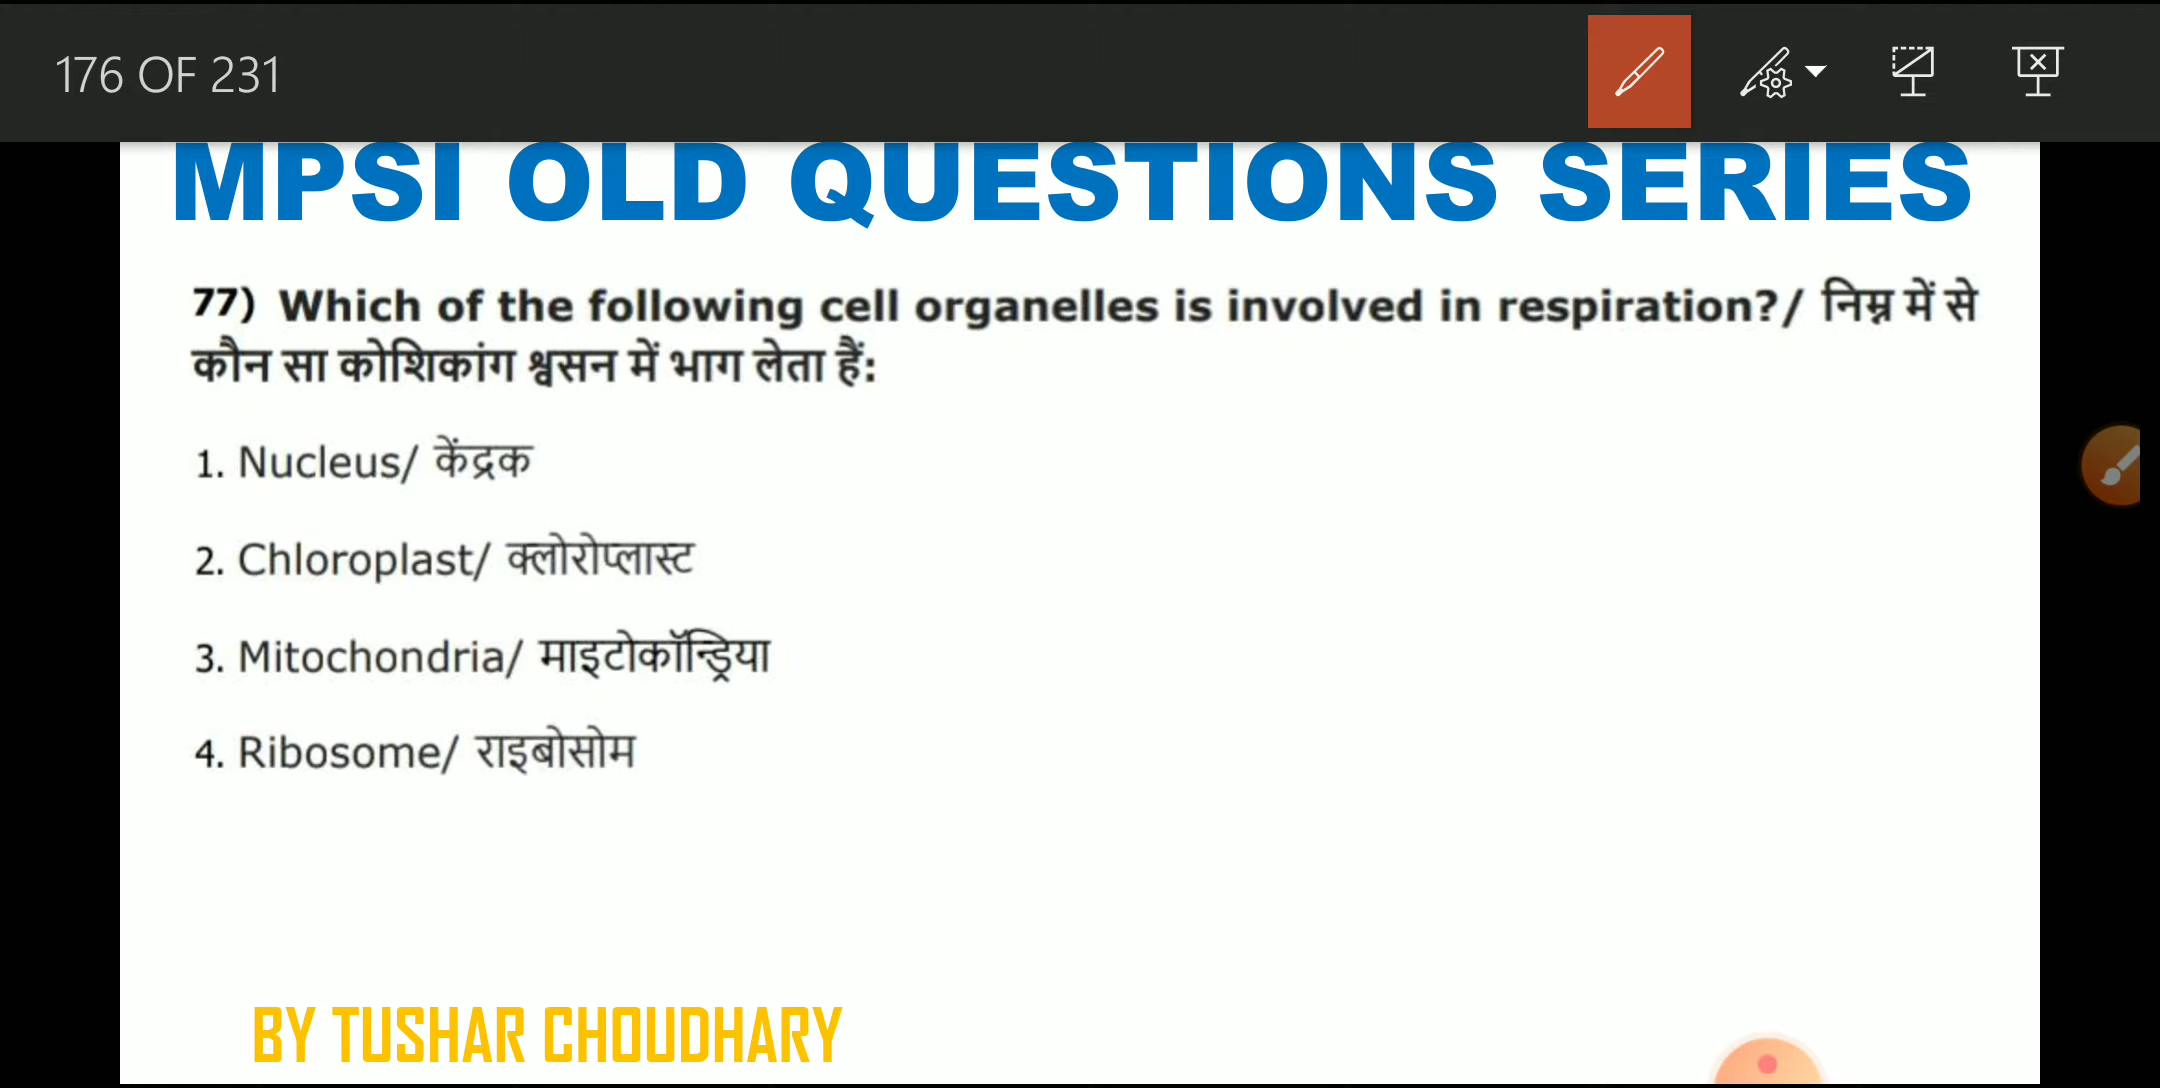 176 OF 231
MPSI OLD QUESTIONS SERIES
77) Which of the following cell organelles is involved in respiration?/ निम्न में से
कौन सा कोशिकांग श्वसन में भाग लेता हैं:
1. Nucleus/ केंद्रक
2. Chloroplast/ क्लोरोप्लास्ट
3. Mitochondria/ माइटोकॉन्ड्रिया
4. Ribosome/ राइबोसोम
BY TUSHAR CHOUDHARY